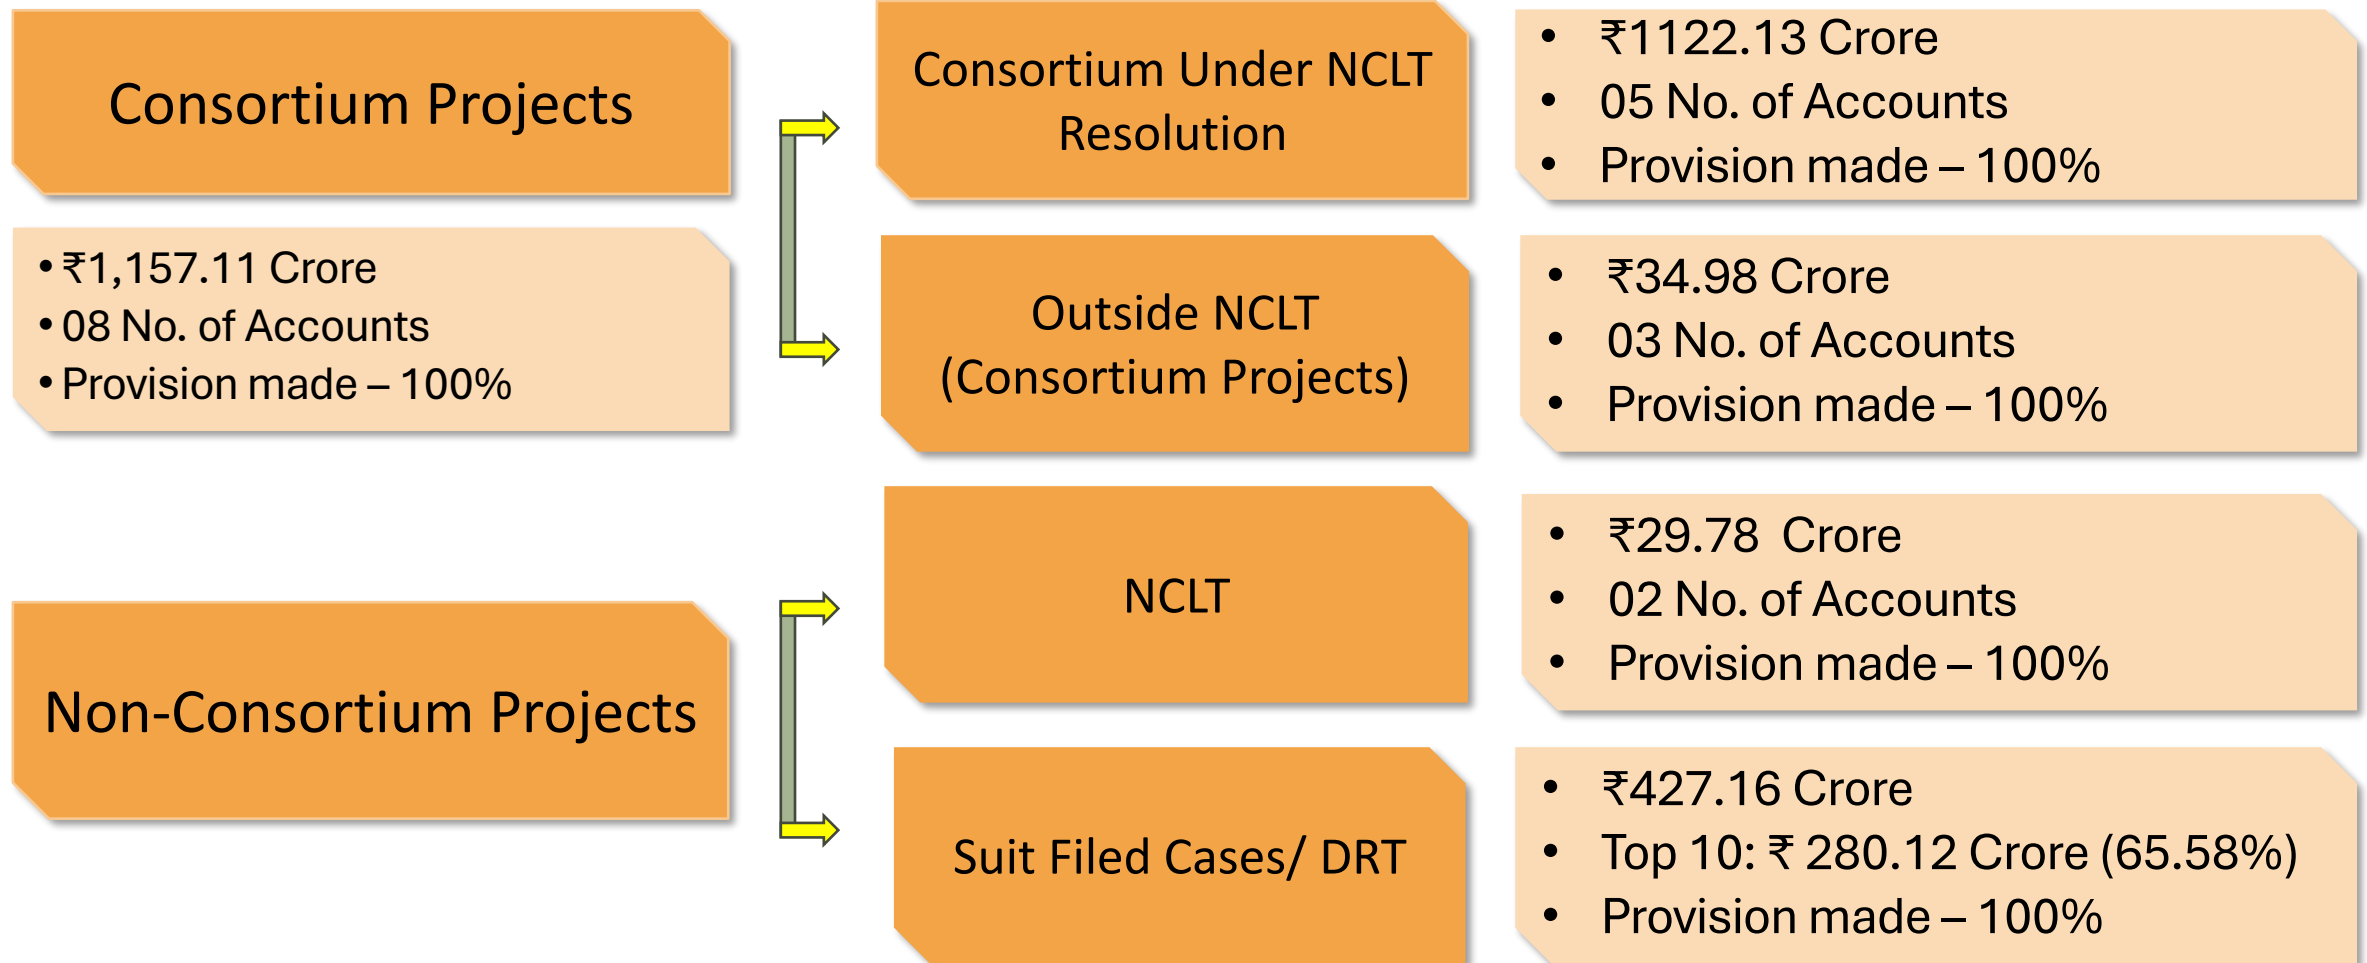 Consortium Projects
• ₹1,157.11 Crore
• 08 No. of Accounts
• Provision made – 100%
Consortium Under NCLT
Resolution
• ₹1122.13 Crore
• 05 No. of Accounts
• Provision made – 100%
Outside NCLT
(Consortium Projects)
• ₹34.98 Crore
• 03 No. of Accounts
• Provision made – 100%
Non-Consortium Projects
NCLT
• ₹29.78 Crore
• 02 No. of Accounts
• Provision made – 100%
Suit Filed Cases/ DRT
• ₹427.16 Crore
• Top 10: ₹ 280.12 Crore (65.58%)
• Provision made – 100%